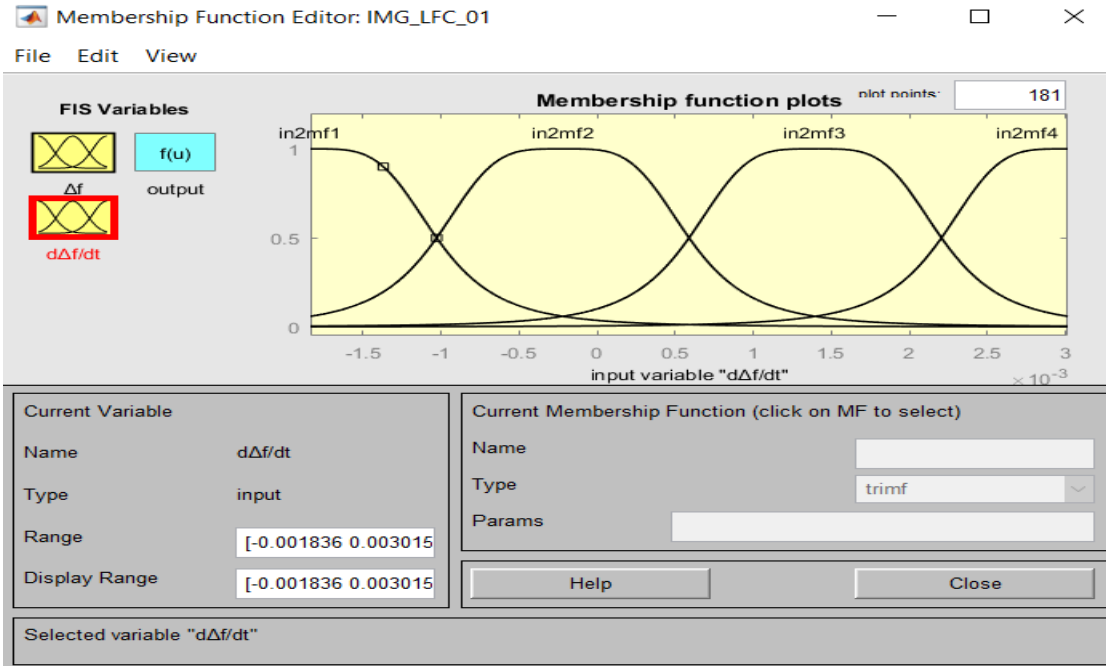 Membership Function Editor: IMG_LFC_01
File Edit View
FIS Variables
Δf
f(u)
output
dΔf/dt
Membership function plots
plot points:
181
in2mf1 in2mf2 in2mf3 in2mf4
1
0.5
0
-1.5 -1 -0.5 0 0.5 1 1.5 2 2.5 3
input variable "dΔf/dt"
×10-3
Current Variable
Name dΔf/dt
Type input
Range [-0.001836 0.003015
Display Range [-0.001836 0.003015
Current Membership Function (click on MF to select)
Name
Type trimf
Params
Help Close
Selected variable "dΔf/dt"